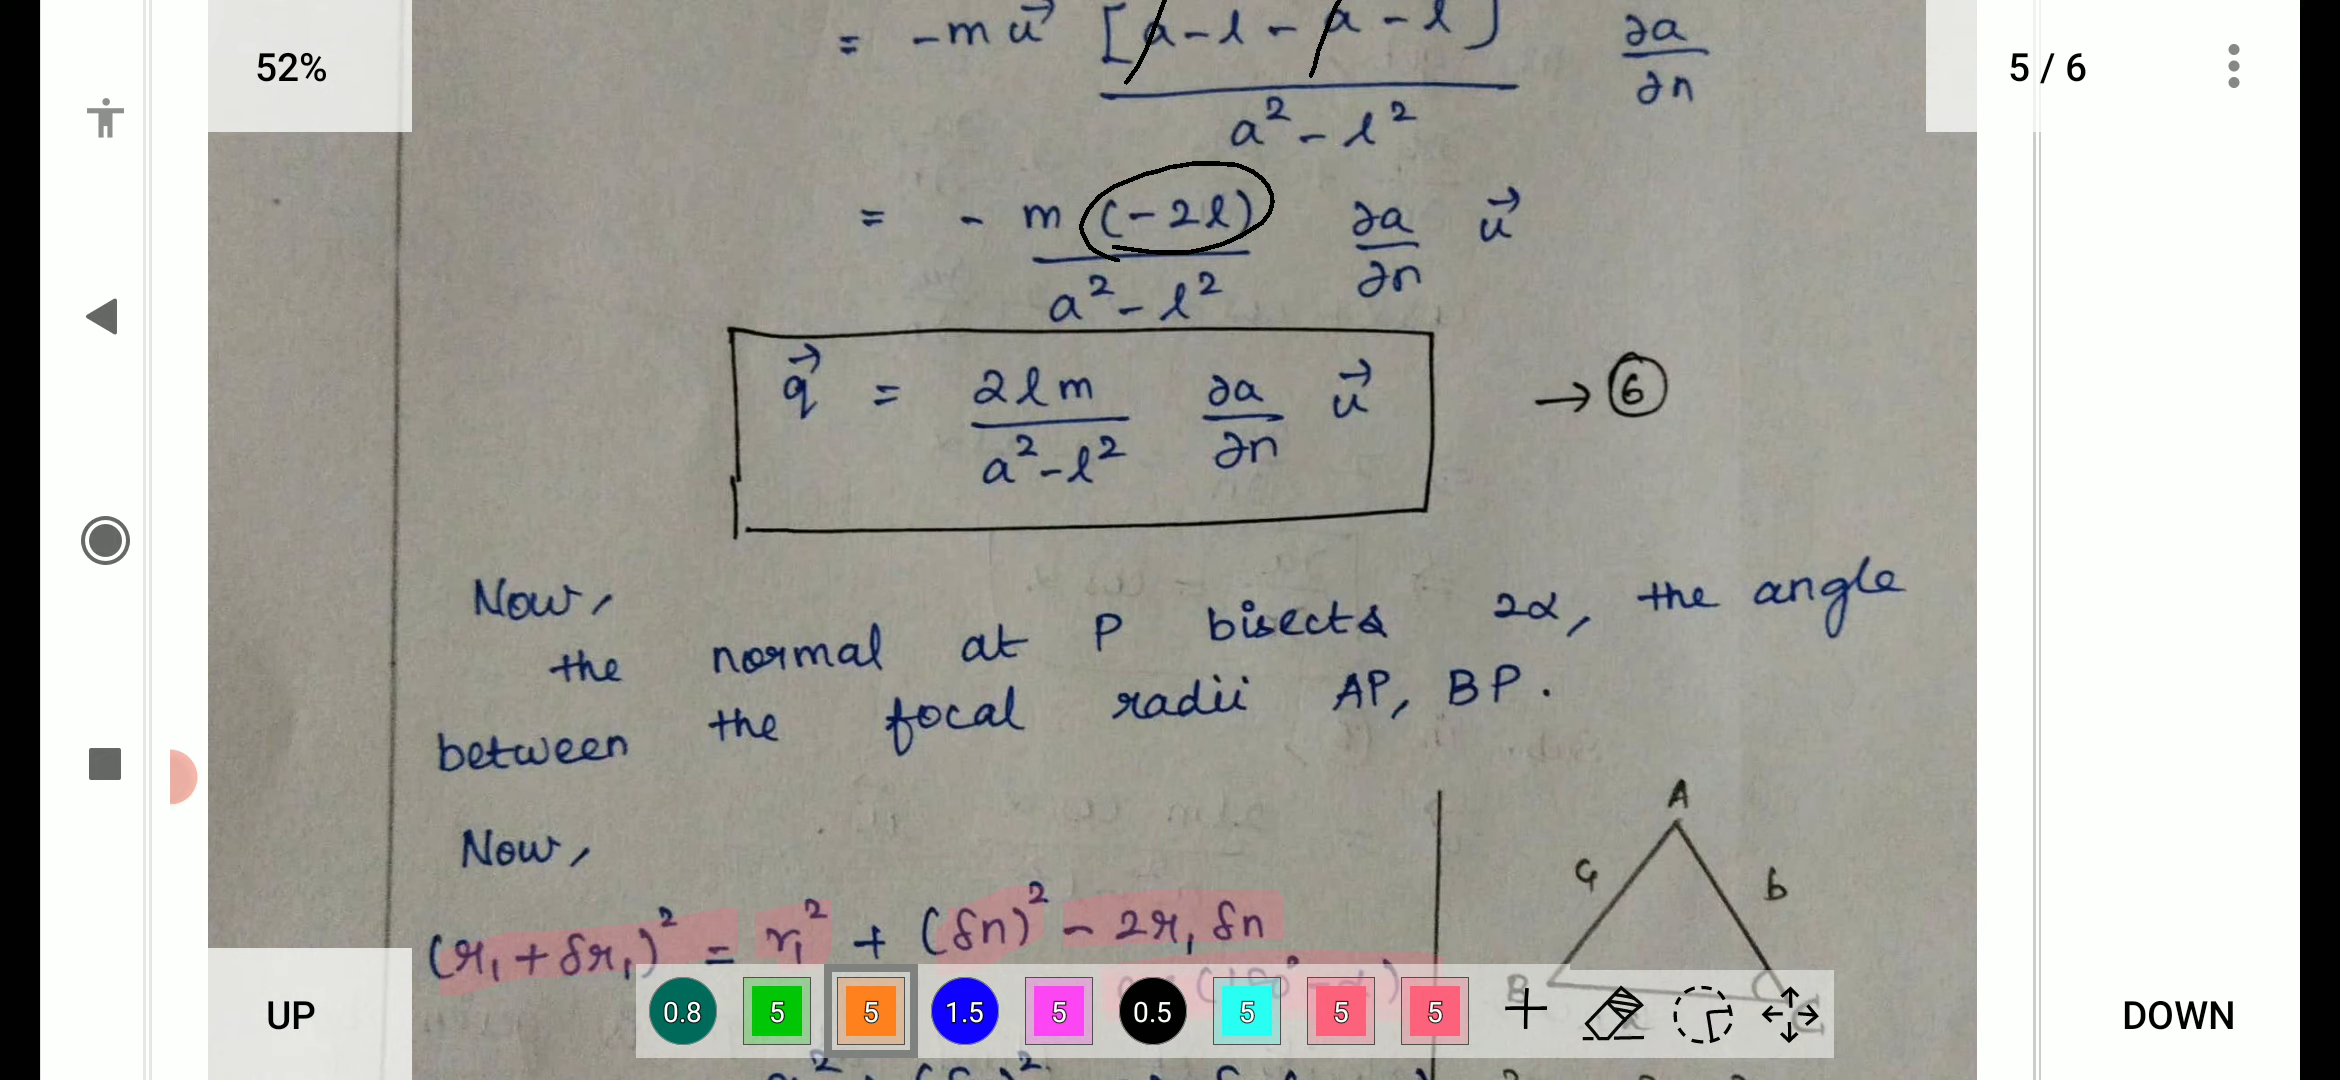 52%
5 / 6
= -m u⃗ [a-l-a-l] / a²-l² ∂a/∂n
= - m (-2l) / a²-l² ∂a/∂n u⃗
q⃗ = 2lm / a²-l² ∂a/∂n u⃗ → ⑥
Now,
the normal at P bisects 2α, the angle
between the focal radii AP, BP.
Now,
A
b
B
(r₁+δr₁)² = r₁² + (δn)² - 2r₁ δn
UP
0.8 5 5 1.5 5 0.5 5 5 5
DOWN